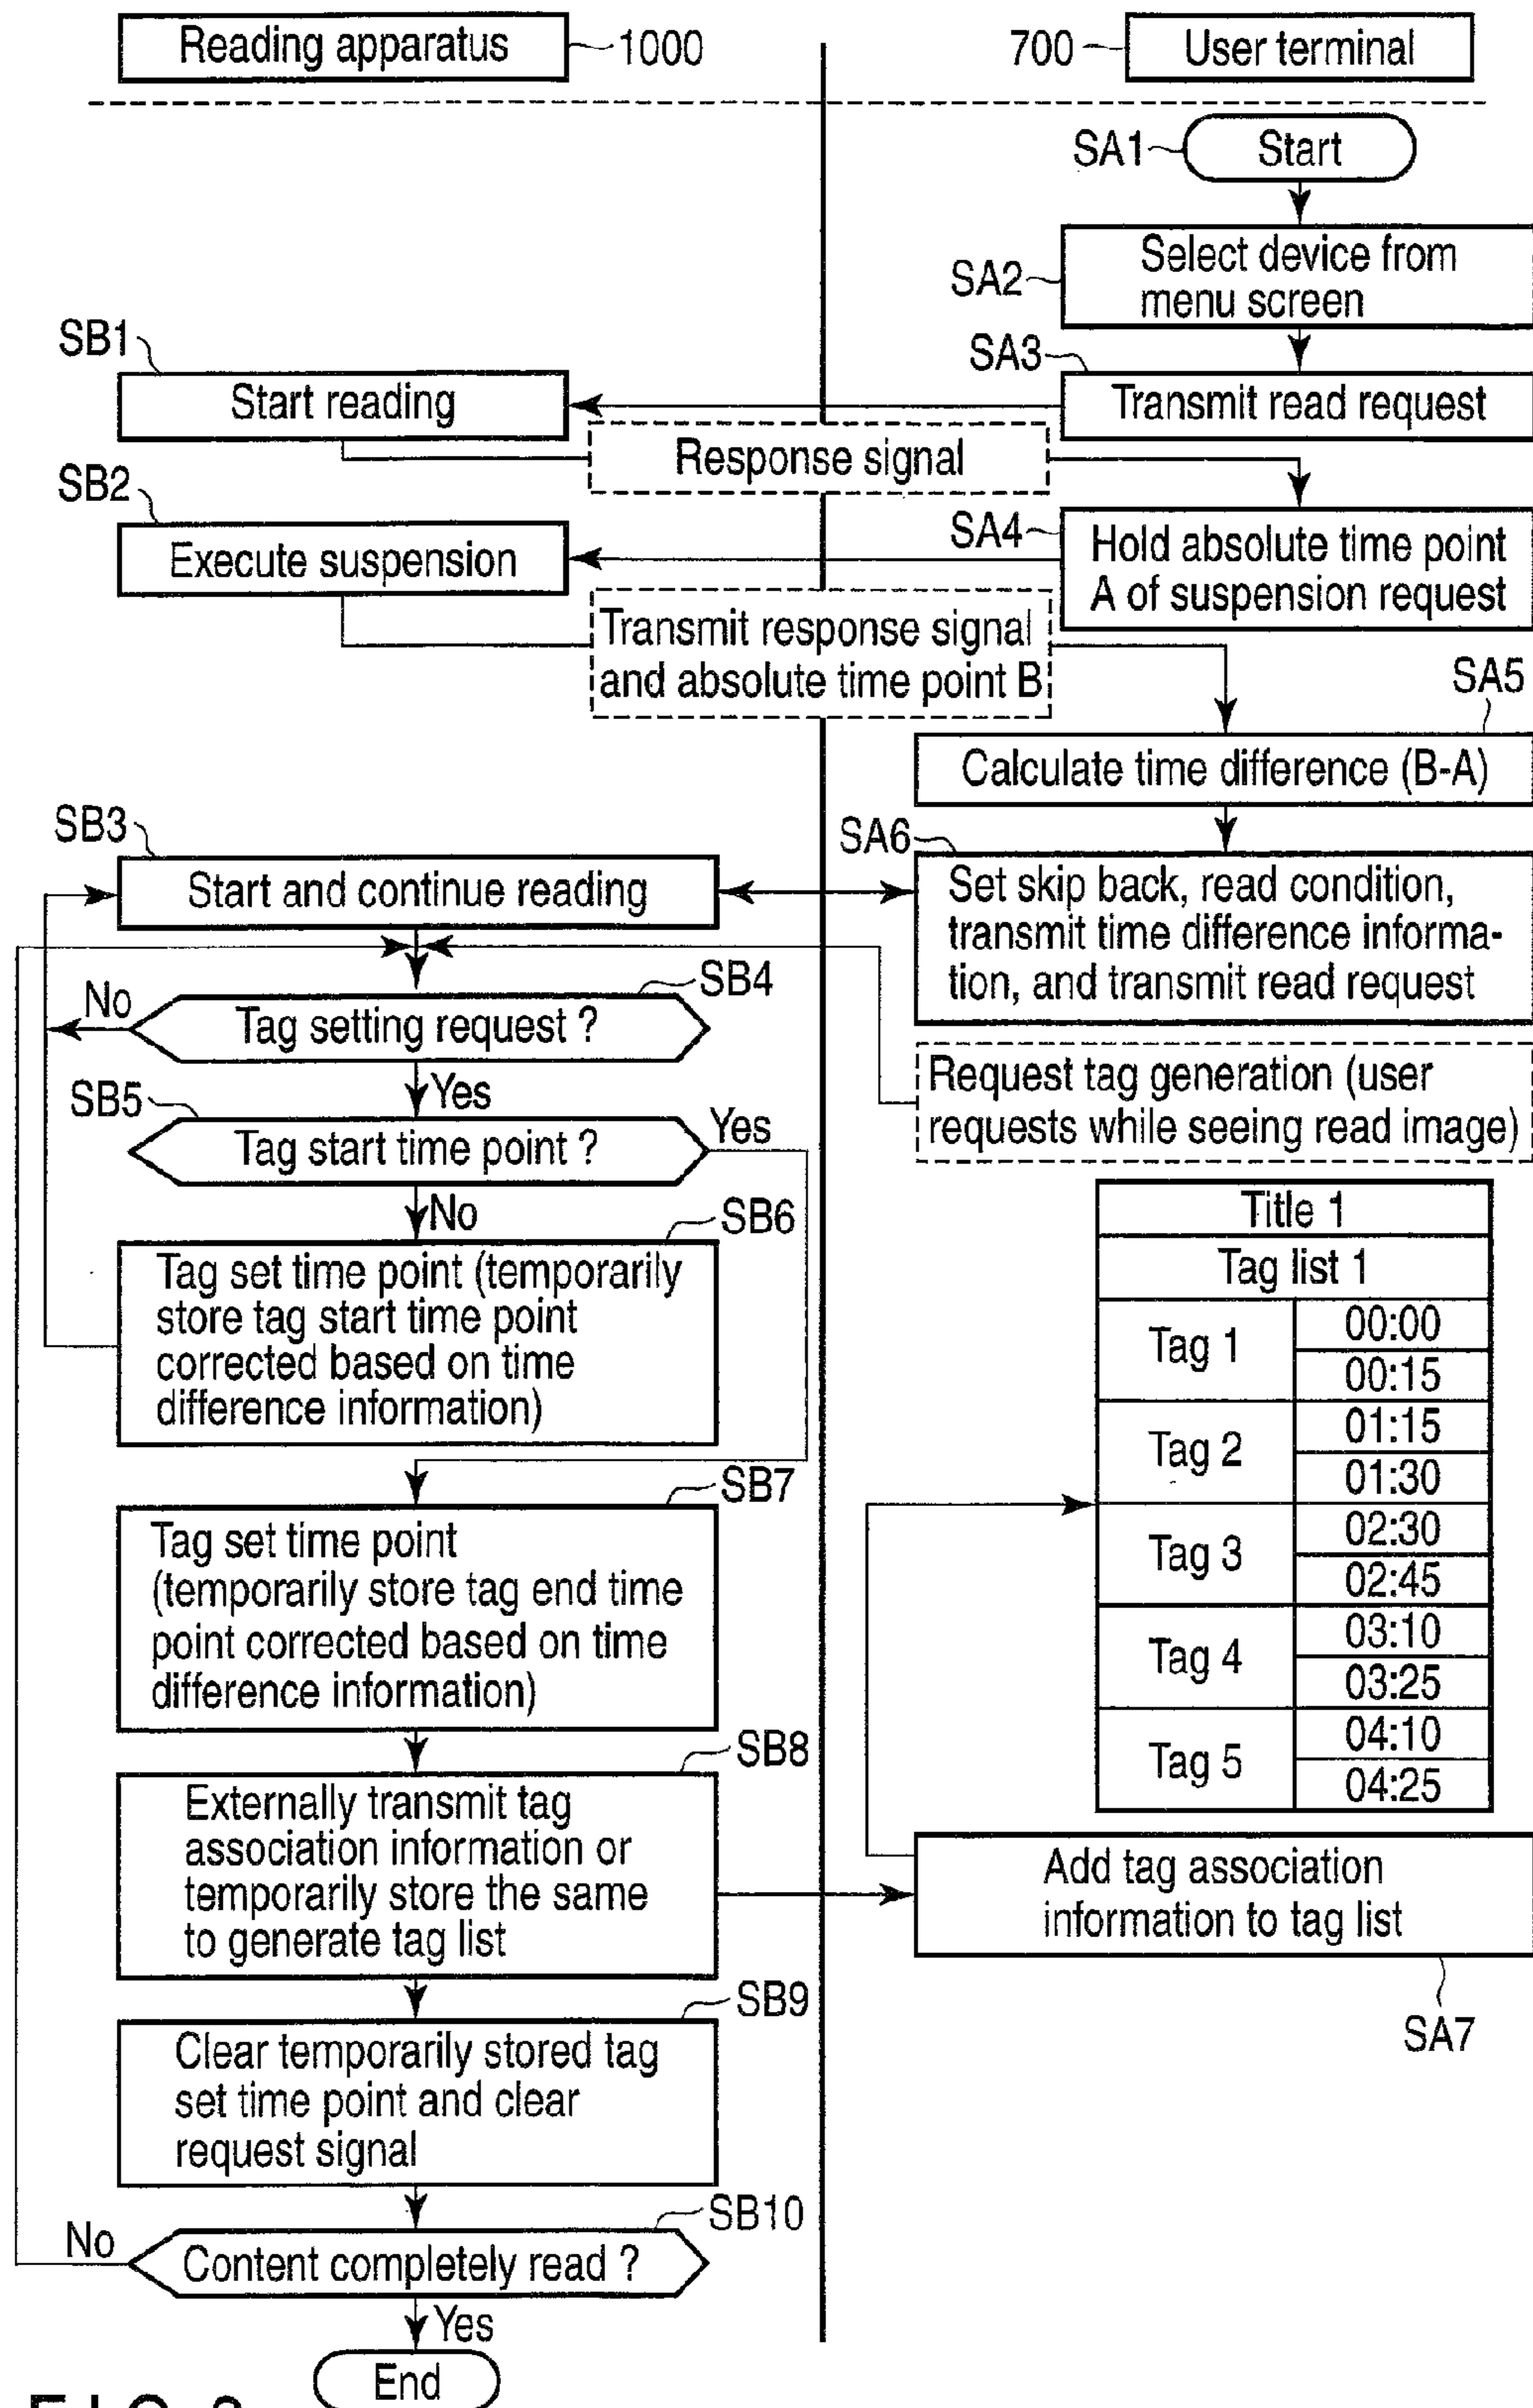 Reading apparatus
1000
700
User terminal
SA1
Start
SA2
Select device from
menu screen
SB1
SA3
Start reading
Transmit read request
Response signal
SB2
SA4
Execute suspension
Hold absolute time point
A of suspension request
Transmit response signal
and absolute time point B
SA5
Calculate time difference (B-A)
SB3
SA6
Start and continue reading
Set skip back, read condition,
transmit time difference informa-
tion, and transmit read request
SB4
No
Tag setting request ?
Yes
Request tag generation (user
requests while seeing read image)
SB5
Tag start time point ?
Yes
No
SB6
Tag set time point (temporarily
store tag start time point
corrected based on time
difference information)
Title 1
Tag list 1
Tag 1
00:00
00:15
Tag 2
01:15
01:30
Tag 3
02:30
02:45
Tag 4
03:10
03:25
Tag 5
04:10
04:25
SB7
Tag set time point
(temporarily store tag end time
point corrected based on time
difference information)
SB8
Externally transmit tag
association information or
temporarily store the same
to generate tag list
Add tag association
information to tag list
SA7
SB9
Clear temporarily stored tag
set time point and clear
request signal
SB10
No
Content completely read ?
Yes
End